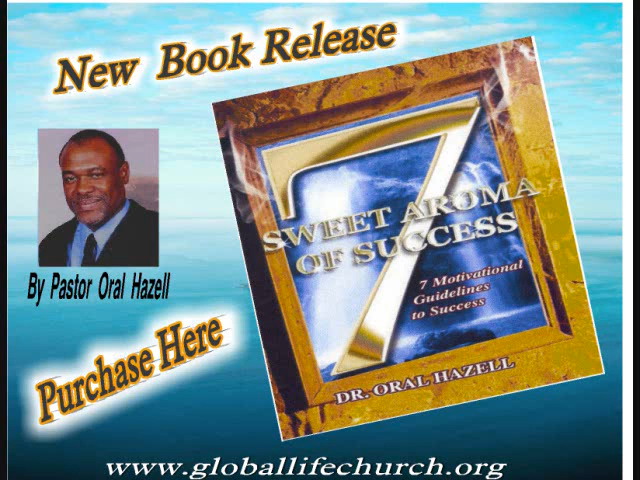 New Book Release
By Pastor Oral Hazell
Purchase Here
7
SWEET AROMA
OF SUCCESS
7 Motivational
Guidelines
to Success
DR. ORAL HAZELL
www.globallifechurch.org